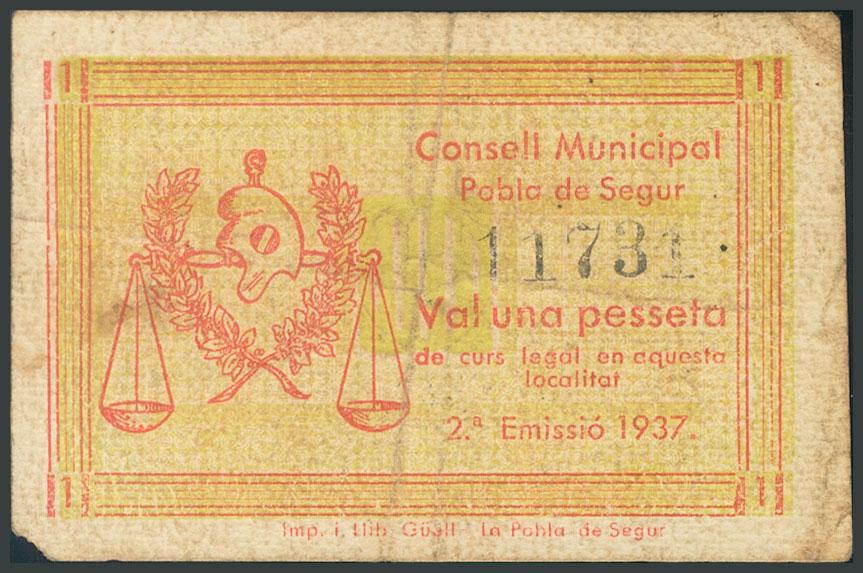 1 1
Consell Municipal
Pobla de Segur
11731
Val una pesseta
de curs legal en aquesta
localitat
2.ª Emissió 1937.
1 1
Imp. i Llib. Güell - La Pobla de Segur